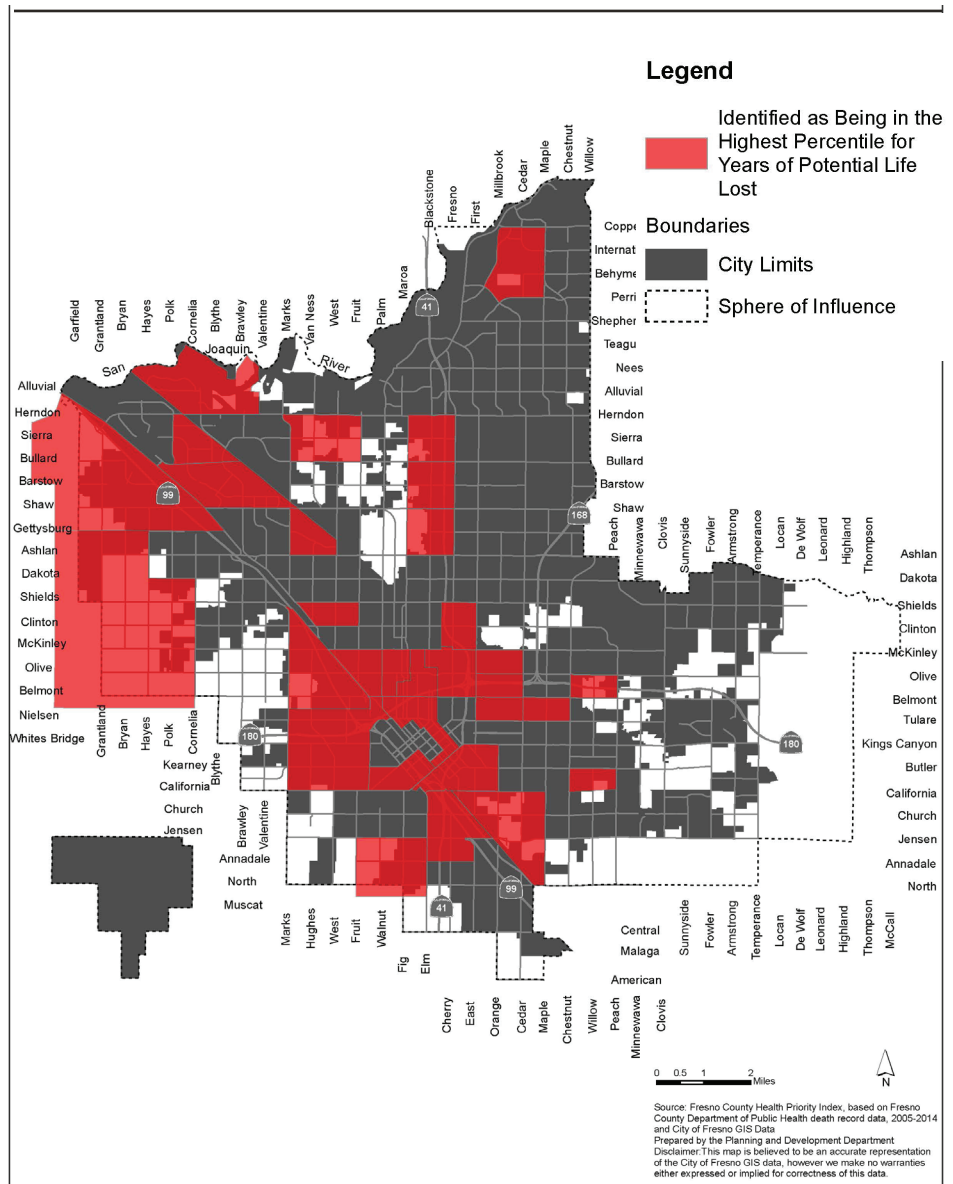 Legend
Identified as Being in the
Highest Percentile for
Years of Potential Life
Lost
Boundaries
City Limits
Sphere of Influence
Blackstone
Fresno
First
Millbrook
Cedar
Maple
Chestnut
Willow
Coppe
Internat
Behyme
Perri
Shepher
Teagu
Nees
Alluvial
Herndon
Sierra
Bullard
Barstow
Shaw
Garfield
Grantland
Bryan
Hayes
Polk
Cornelia
Blythe
Brawley
Valentine
Marks
Van Ness
West
Fruit
Palm
Maroa
San
Joaquin
River
41
99
168
180
180
99
41
Alluvial
Herndon
Sierra
Bullard
Barstow
Shaw
Gettysburg
Ashlan
Dakota
Shields
Clinton
McKinley
Olive
Belmont
Nielsen
Whites Bridge
Kearney
California
Church
Jensen
Annadale
North
Muscat
Grantland
Bryan
Hayes
Polk
Cornelia
Blythe
Brawley
Valentine
Peach
Minnewawa
Clovis
Sunnyside
Fowler
Armstrong
Temperance
Locan
De Wolf
Leonard
Highland
Thompson
Ashlan
Dakota
Shields
Clinton
McKinley
Olive
Belmont
Tulare
Kings Canyon
Butler
California
Church
Jensen
Annadale
North
Marks
Hughes
West
Fruit
Walnut
Fig
Elm
Cherry
East
Orange
Cedar
Maple
Chestnut
Willow
Peach
Minnewawa
Clovis
Central
Malaga
American
Sunnyside
Fowler
Armstrong
Temperance
Locan
De Wolf
Leonard
Highland
Thompson
McCall
0 0.5 1 2
Miles
N
Source: Fresno County Health Priority Index, based on Fresno
County Department of Public Health death record data, 2005-2014
and City of Fresno GIS Data
Prepared by the Planning and Development Department
Disclaimer:This map is believed to be an accurate representation
of the City of Fresno GIS data, however we make no warranties
either expressed or implied for correctness of this data.